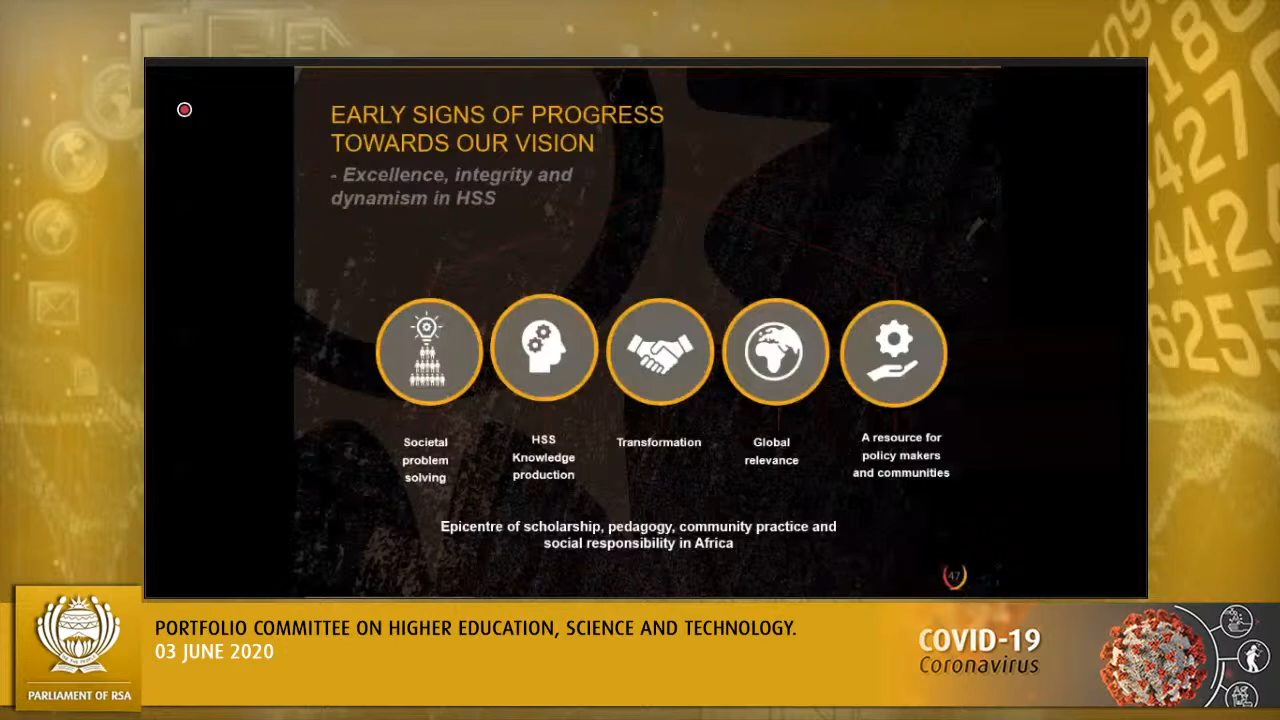 EARLY SIGNS OF PROGRESS
TOWARDS OUR VISION
- Excellence, integrity and
dynamism in HSS
Societal
problem
solving
HSS
Knowledge
production
Transformation
Global
relevance
A resource for
policy makers
and communities
Epicentre of scholarship, pedagogy, community practice and
social responsibility in Africa
47
PORTFOLIO COMMITTEE ON HIGHER EDUCATION, SCIENCE AND TECHNOLOGY.
03 JUNE 2020
PARLIAMENT OF RSA
COVID-19
Coronavirus